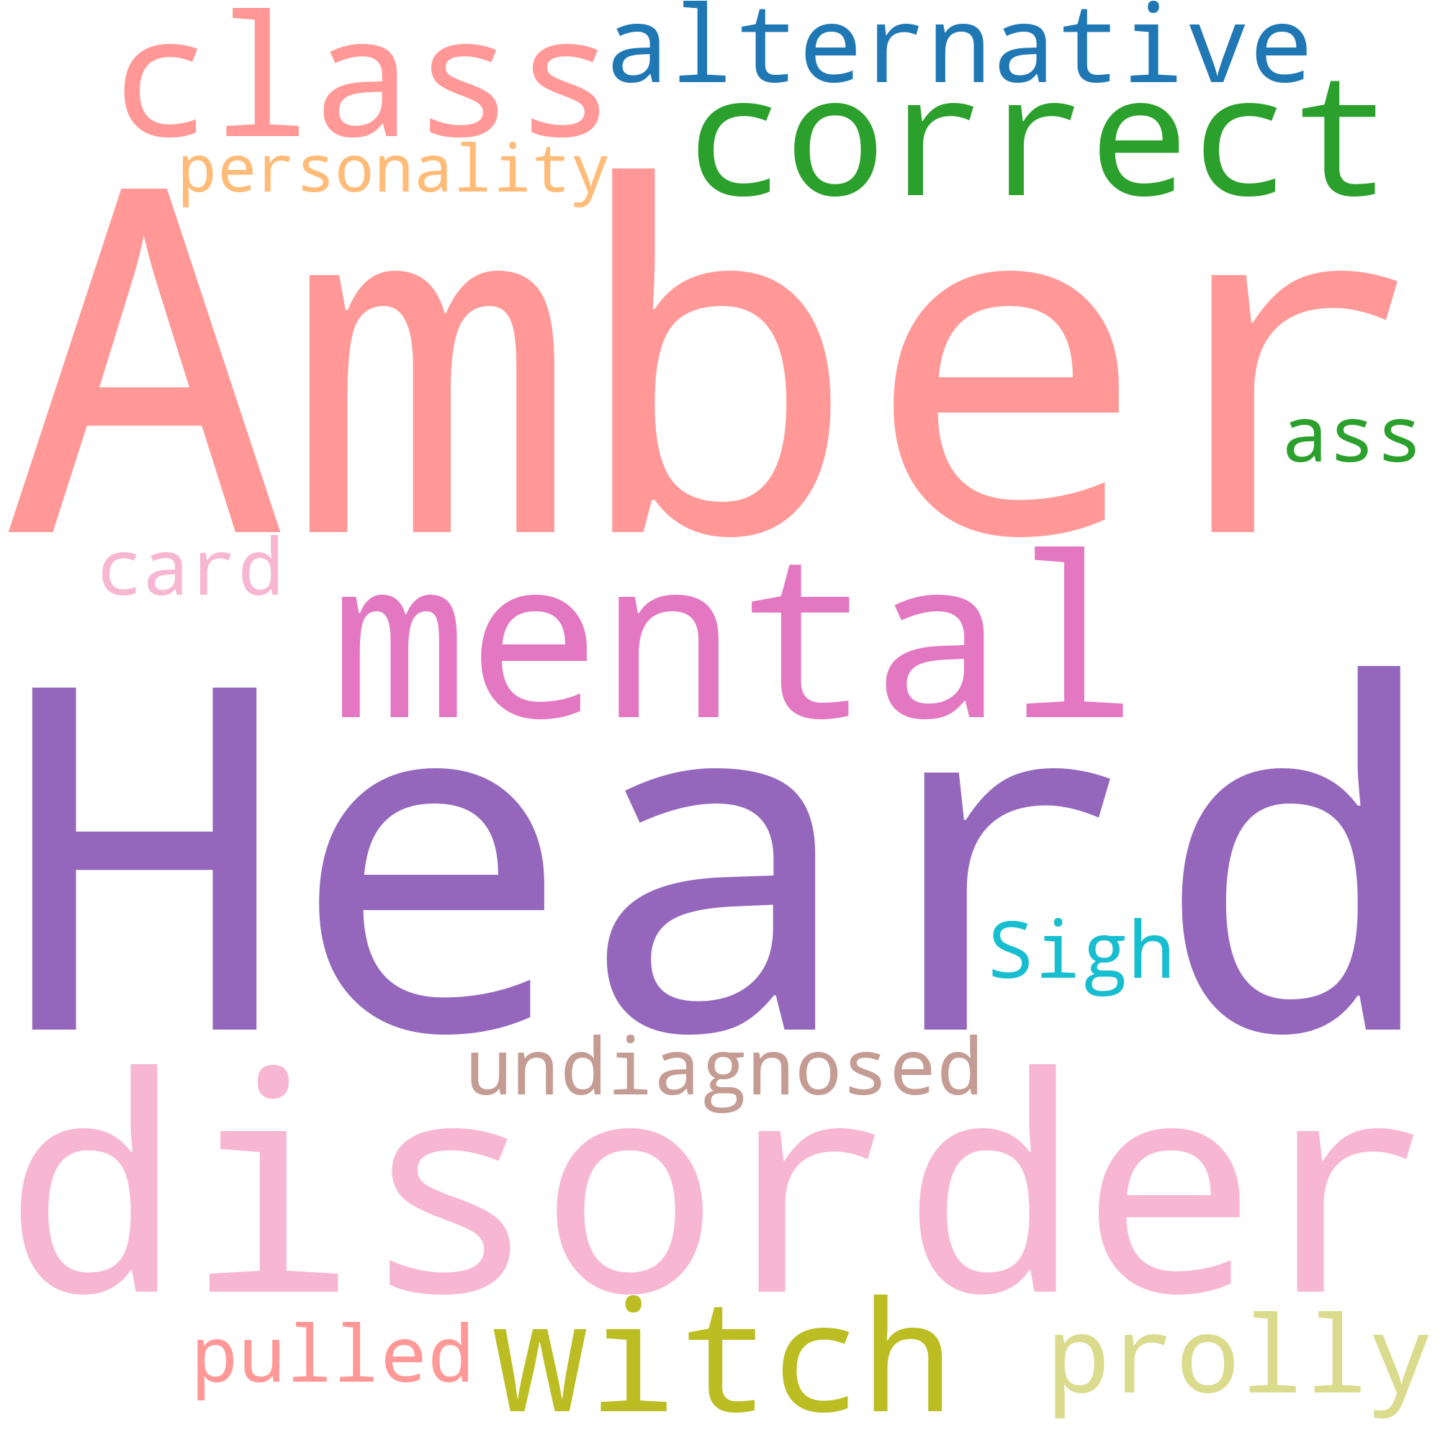 class alternative
personality correct
Amber
ass
card mental
Heard
Sigh
undiagnosed
disorder
pulled witch prolly